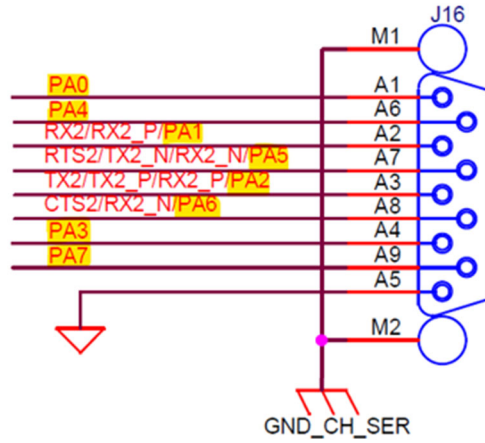 J16
M1
PA0 A1
PA4 A6
RX2/RX2_P/PA1 A2
RTS2/TX2_N/RX2_N/PA5 A7
TX2/TX2_P/RX2_P/PA2 A3
CTS2/RX2_N/PA6 A8
PA3 A4
PA7 A9
A5
M2
GND_CH_SER